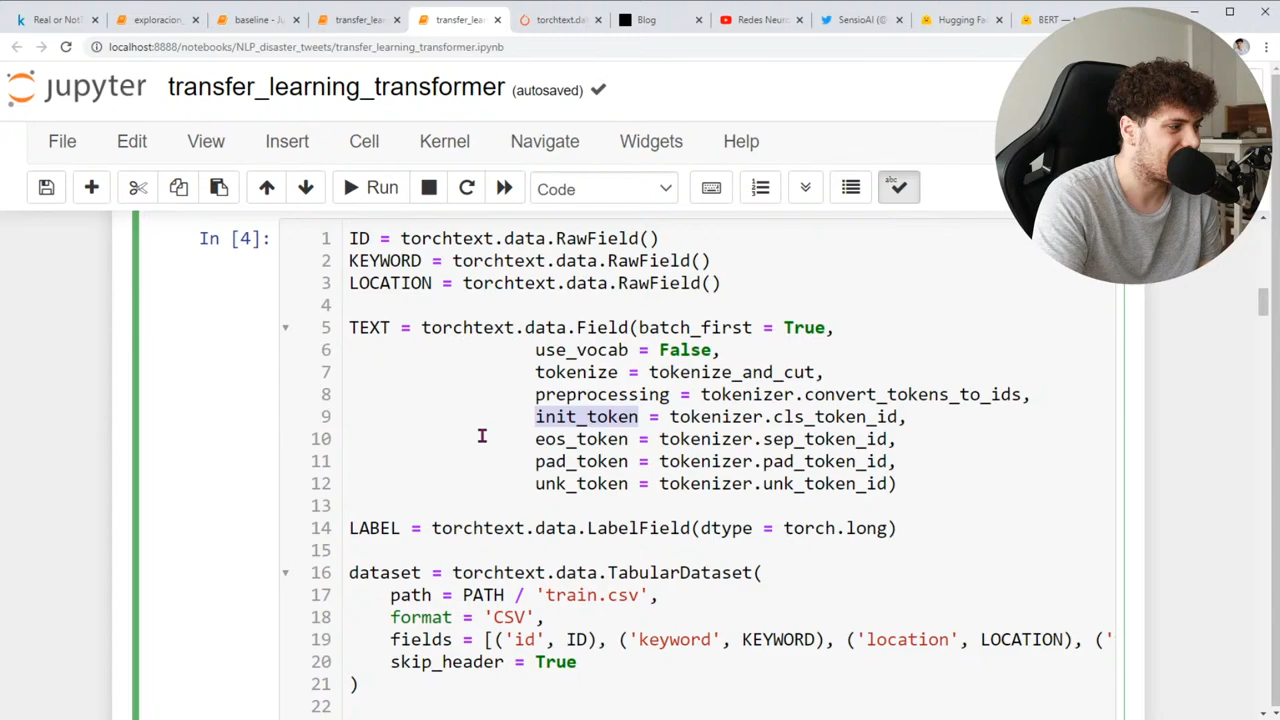 Real or NoT
exploracion_
baseline - Ju
transfer_lea
transfer_lea
torchtext.da
Blog
Redes Neur
SensioAI (@
Hugging Fa
BERT —
localhost:8888/notebooks/NLP_disaster_tweets/transfer_learning_transformer.ipynb
jupyter transfer_learning_transformer (autosaved)
File Edit View Insert Cell Kernel Navigate Widgets Help
Run Code abc
In [4]:
1 ID = torchtext.data.RawField()
2 KEYWORD = torchtext.data.RawField()
3 LOCATION = torchtext.data.RawField()
4
5 TEXT = torchtext.data.Field(batch_first = True,
6 use_vocab = False,
7 tokenize = tokenize_and_cut,
8 preprocessing = tokenizer.convert_tokens_to_ids,
9 init_token = tokenizer.cls_token_id,
10 eos_token = tokenizer.sep_token_id,
11 pad_token = tokenizer.pad_token_id,
12 unk_token = tokenizer.unk_token_id)
13
14 LABEL = torchtext.data.LabelField(dtype = torch.long)
15
16 dataset = torchtext.data.TabularDataset(
17 path = PATH / 'train.csv',
18 format = 'CSV',
19 fields = [('id', ID), ('keyword', KEYWORD), ('location', LOCATION), ('
20 skip_header = True
21 )
22